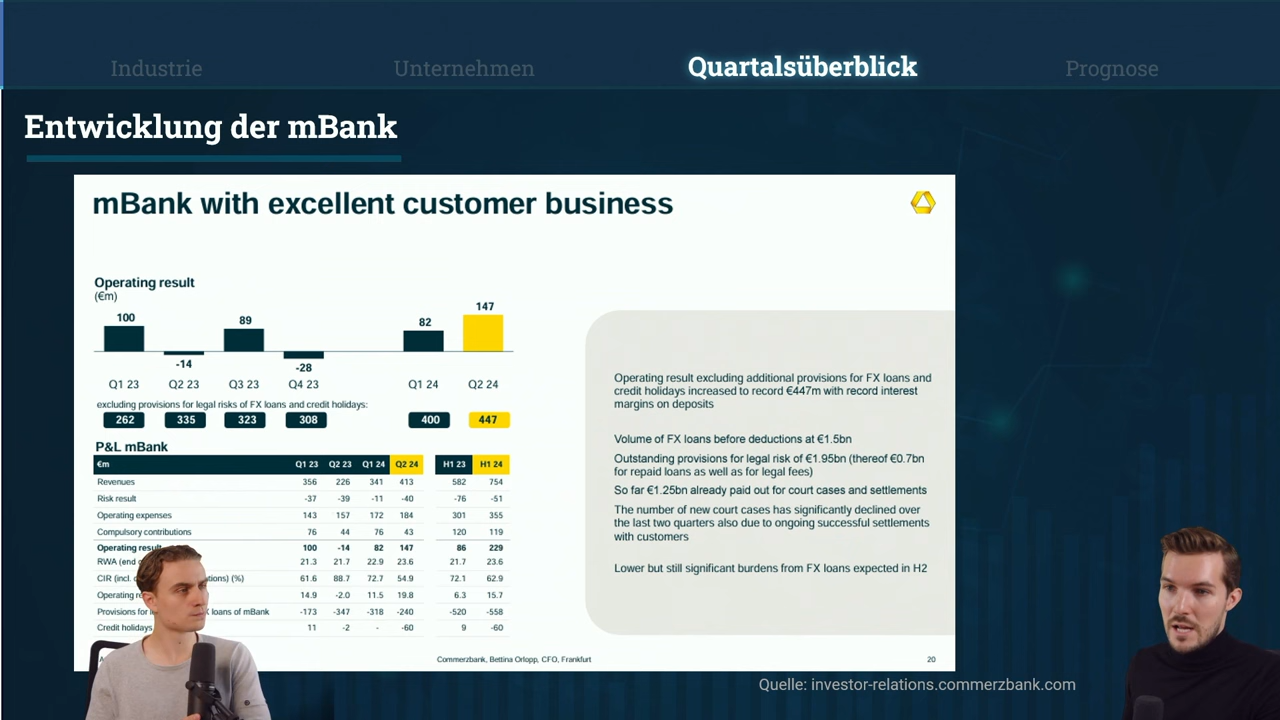 Industrie Unternehmen Quartalsüberblick Prognose
Entwicklung der mBank
mBank with excellent customer business
Operating result
(€m)
100 -14 89 -28 82 147
Q1 23 Q2 23 Q3 23 Q4 23 Q1 24 Q2 24
excluding provisions for legal risks of FX loans and credit holidays:
262 335 323 308 400 447
P&L mBank
€m Q1 23 Q2 23 Q1 24 Q2 24 H1 23 H1 24
Revenues 356 226 341 413 582 754
Risk result -37 -39 -11 -40 -76 -51
Operating expenses 143 157 172 184 301 355
Compulsory contributions 76 44 76 43 120 119
Operating result 100 -14 82 147 86 229
RWA (end 21.3 21.7 22.9 23.6 21.7 23.6
CIR (incl. (%) 61.6 88.7 72.7 54.9 72.1 62.9
Operating 14.9 -2.0 11.5 19.8 6.3 15.7
Provisions for loans of mBank -173 -347 -318 -240 -520 -558
Credit holidays 11 -2 - -60 9 -60
Commerzbank, Bettina Orlopp, CFO, Frankfurt
Operating result excluding additional provisions for FX loans and
credit holidays increased to record €447m with record interest
margins on deposits
Volume of FX loans before deductions at €1.5bn
Outstanding provisions for legal risk of €1.95bn (thereof €0.7bn
for repaid loans as well as for legal fees)
So far €1.25bn already paid out for court cases and settlements
The number of new court cases has significantly declined over
the last two quarters also due to ongoing successful settlements
with customers
Lower but still significant burdens from FX loans expected in H2
20
Quelle: investor-relations.commerzbank.com